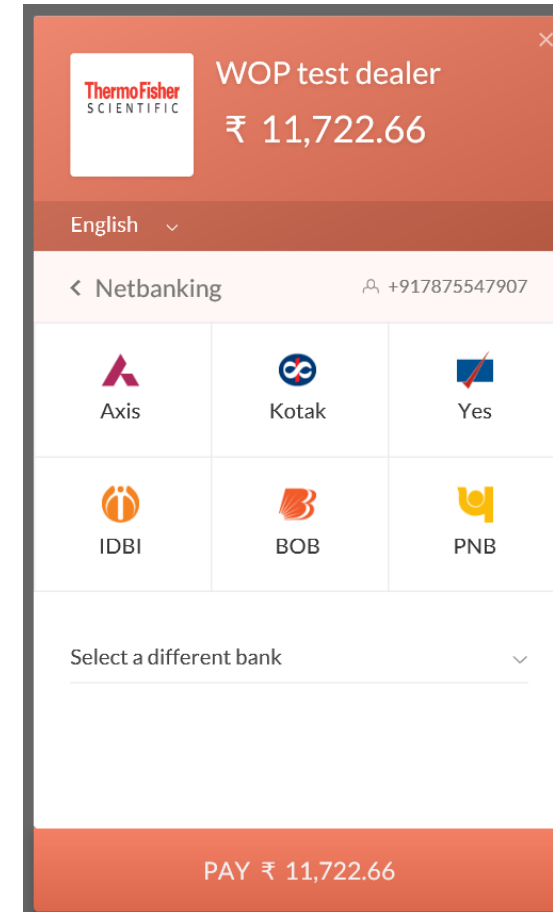 ThermoFisher
SCIENTIFIC
WOP test dealer
₹ 11,722.66
English
Netbanking
+917875547907
Axis
Kotak
Yes
IDBI
BOB
PNB
Select a different bank
PAY ₹ 11,722.66